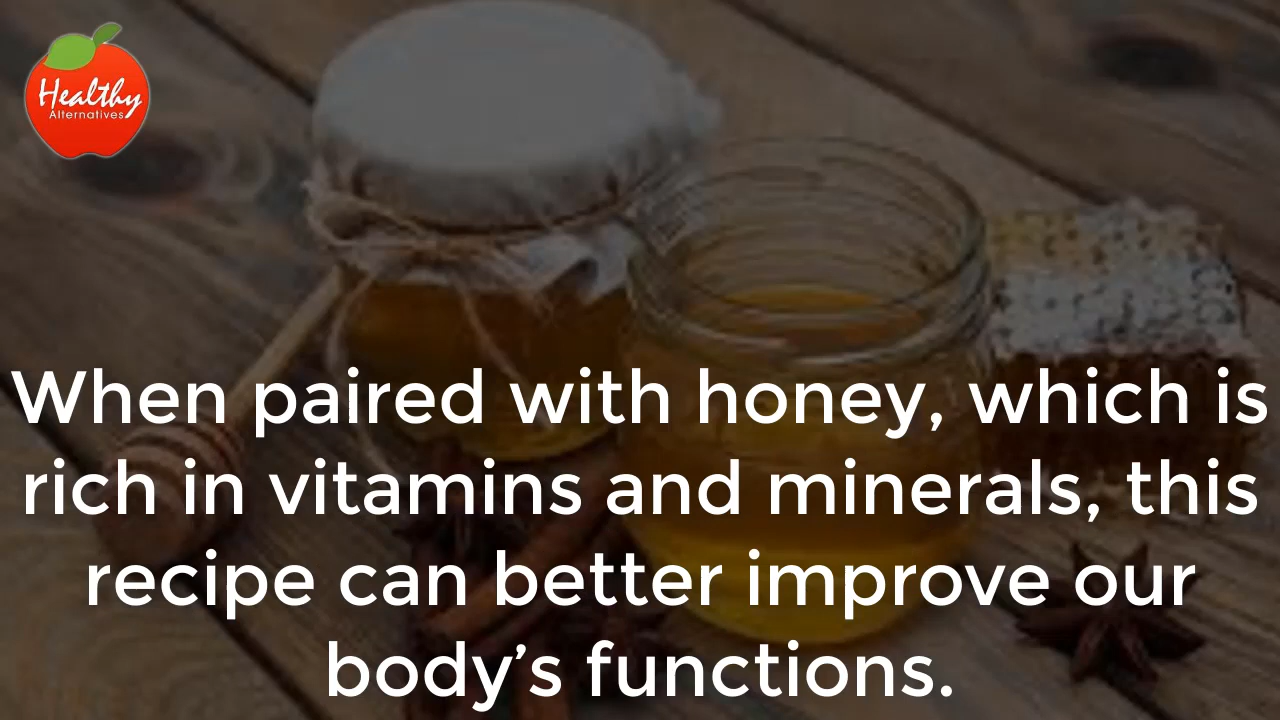 Healthy
Alternatives
When paired with honey, which is
rich in vitamins and minerals, this
recipe can better improve our
body’s functions.